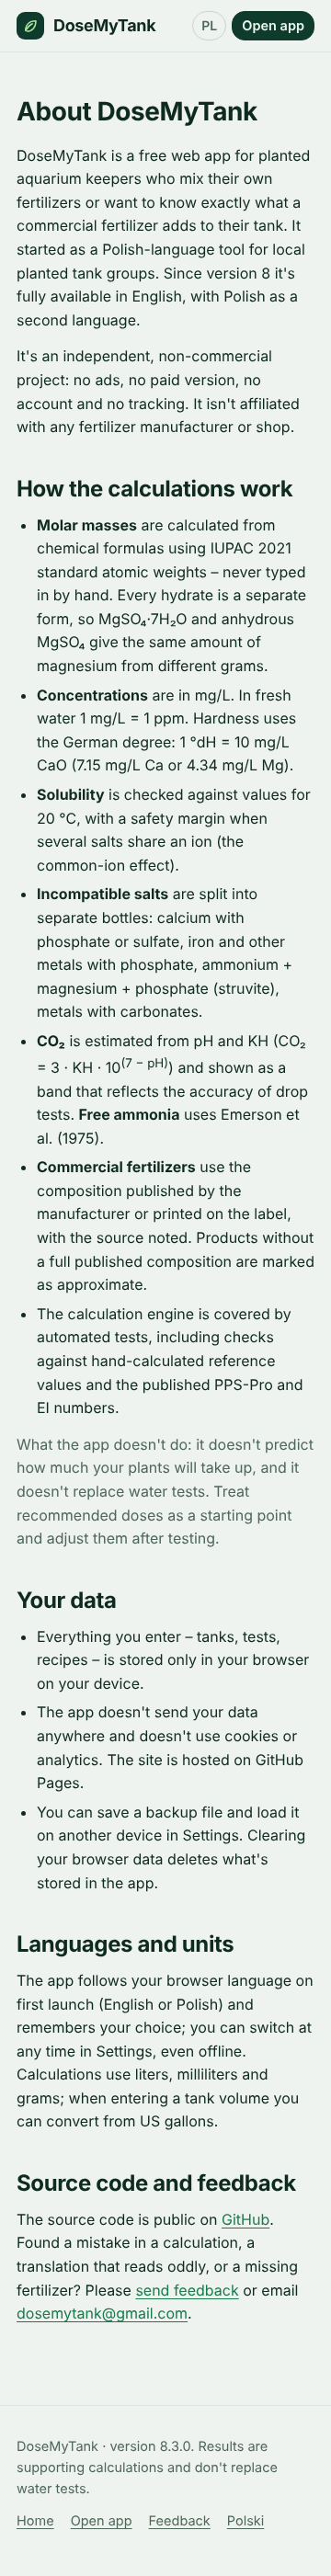 DoseMyTank
PL
Open app
About DoseMyTank
DoseMyTank is a free web app for planted
aquarium keepers who mix their own
fertilizers or want to know exactly what a
commercial fertilizer adds to their tank. It
started as a Polish-language tool for local
planted tank groups. Since version 8 it's
fully available in English, with Polish as a
second language.
It's an independent, non-commercial
project: no ads, no paid version, no
account and no tracking. It isn't affiliated
with any fertilizer manufacturer or shop.
How the calculations work
• Molar masses are calculated from
chemical formulas using IUPAC 2021
standard atomic weights – never typed
in by hand. Every hydrate is a separate
form, so MgSO₄·7H₂O and anhydrous
MgSO₄ give the same amount of
magnesium from different grams.
• Concentrations are in mg/L. In fresh
water 1 mg/L = 1 ppm. Hardness uses
the German degree: 1 °dH = 10 mg/L
CaO (7.15 mg/L Ca or 4.34 mg/L Mg).
• Solubility is checked against values for
20 °C, with a safety margin when
several salts share an ion (the
common-ion effect).
• Incompatible salts are split into
separate bottles: calcium with
phosphate or sulfate, iron and other
metals with phosphate, ammonium +
magnesium + phosphate (struvite),
metals with carbonates.
• CO₂ is estimated from pH and KH (CO₂
= 3 · KH · 10^(7 − pH)) and shown as a
band that reflects the accuracy of drop
tests. Free ammonia uses Emerson et
al. (1975).
• Commercial fertilizers use the
composition published by the
manufacturer or printed on the label,
with the source noted. Products without
a full published composition are marked
as approximate.
• The calculation engine is covered by
automated tests, including checks
against hand-calculated reference
values and the published PPS-Pro and
EI numbers.
What the app doesn't do: it doesn't predict
how much your plants will take up, and it
doesn't replace water tests. Treat
recommended doses as a starting point
and adjust them after testing.
Your data
• Everything you enter – tanks, tests,
recipes – is stored only in your browser
on your device.
• The app doesn't send your data
anywhere and doesn't use cookies or
analytics. The site is hosted on GitHub
Pages.
• You can save a backup file and load it
on another device in Settings. Clearing
your browser data deletes what's
stored in the app.
Languages and units
The app follows your browser language on
first launch (English or Polish) and
remembers your choice; you can switch at
any time in Settings, even offline.
Calculations use liters, milliliters and
grams; when entering a tank volume you
can convert from US gallons.
Source code and feedback
The source code is public on GitHub.
Found a mistake in a calculation, a
translation that reads oddly, or a missing
fertilizer? Please send feedback or email
dosemytank@gmail.com.
DoseMyTank · version 8.3.0. Results are
supporting calculations and don't replace
water tests.
Home Open app Feedback Polski